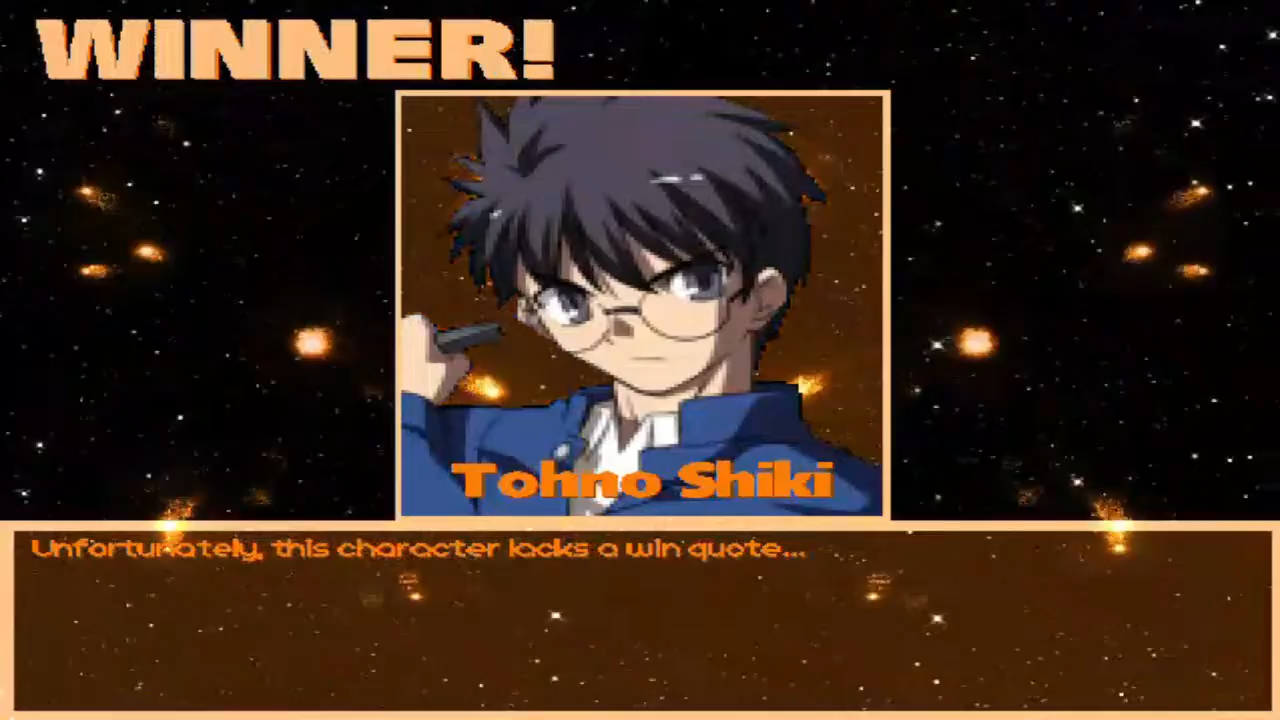 WINNER!
Tohno Shiki
Unfortunately, this character lacks a win quote...